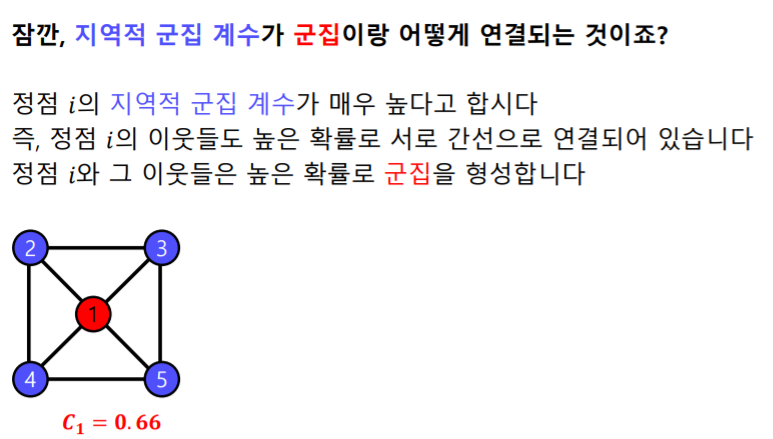 잠깐, 지역적 군집 계수가 군집이랑 어떻게 연결되는 것이죠?
정점 i의 지역적 군집 계수가 매우 높다고 합시다
즉, 정점 i의 이웃들도 높은 확률로 서로 간선으로 연결되어 있습니다
정점 i와 그 이웃들은 높은 확률로 군집을 형성합니다
2 3
1
4 5
C₁ = 0.66